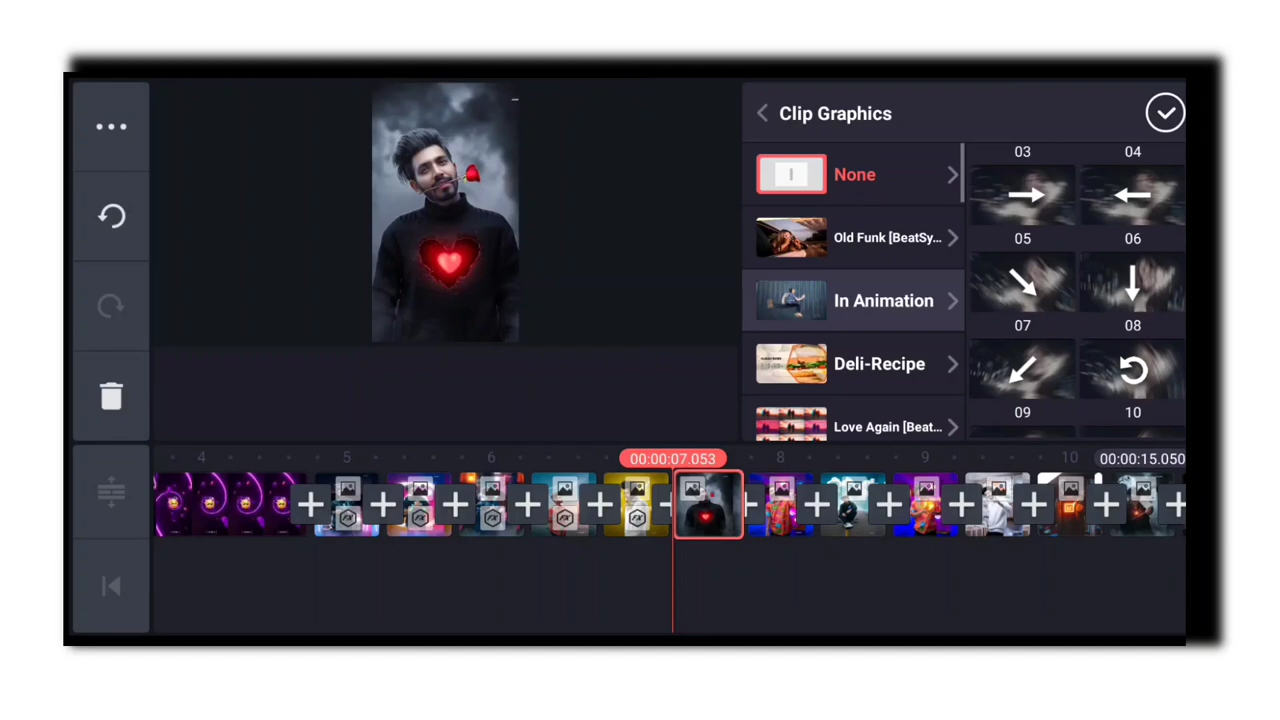 Clip Graphics
None
Old Funk [BeatSy...
In Animation
Deli-Recipe
Love Again [Beat...
03 04
05 06
07 08
09 10
00:00:07.053
4 5 6 8 9 10 00:00:15.050